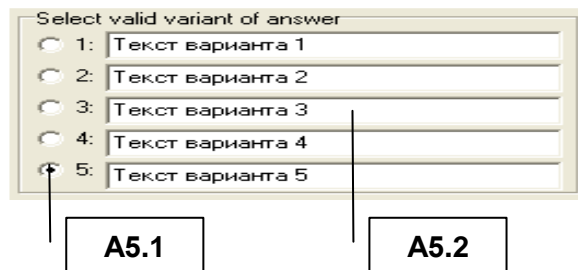 Select valid variant of answer
1: Текст варианта 1
2: Текст варианта 2
3: Текст варианта 3
4: Текст варианта 4
5: Текст варианта 5
A5.1 A5.2